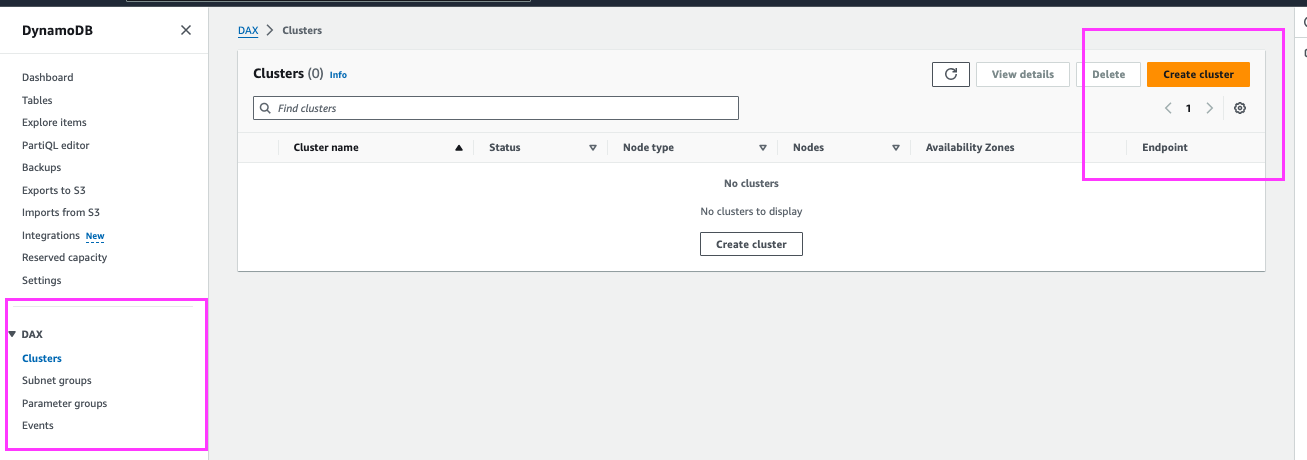 DynamoDB
Dashboard
Tables
Explore items
PartiQL editor
Backups
Exports to S3
Imports from S3
Integrations New
Reserved capacity
Settings
DAX
Clusters
Subnet groups
Parameter groups
Events
DAX Clusters
Clusters (0) Info
View details Delete Create cluster
Find clusters
1
Cluster name Status Node type Nodes Availability Zones Endpoint
No clusters
No clusters to display
Create cluster